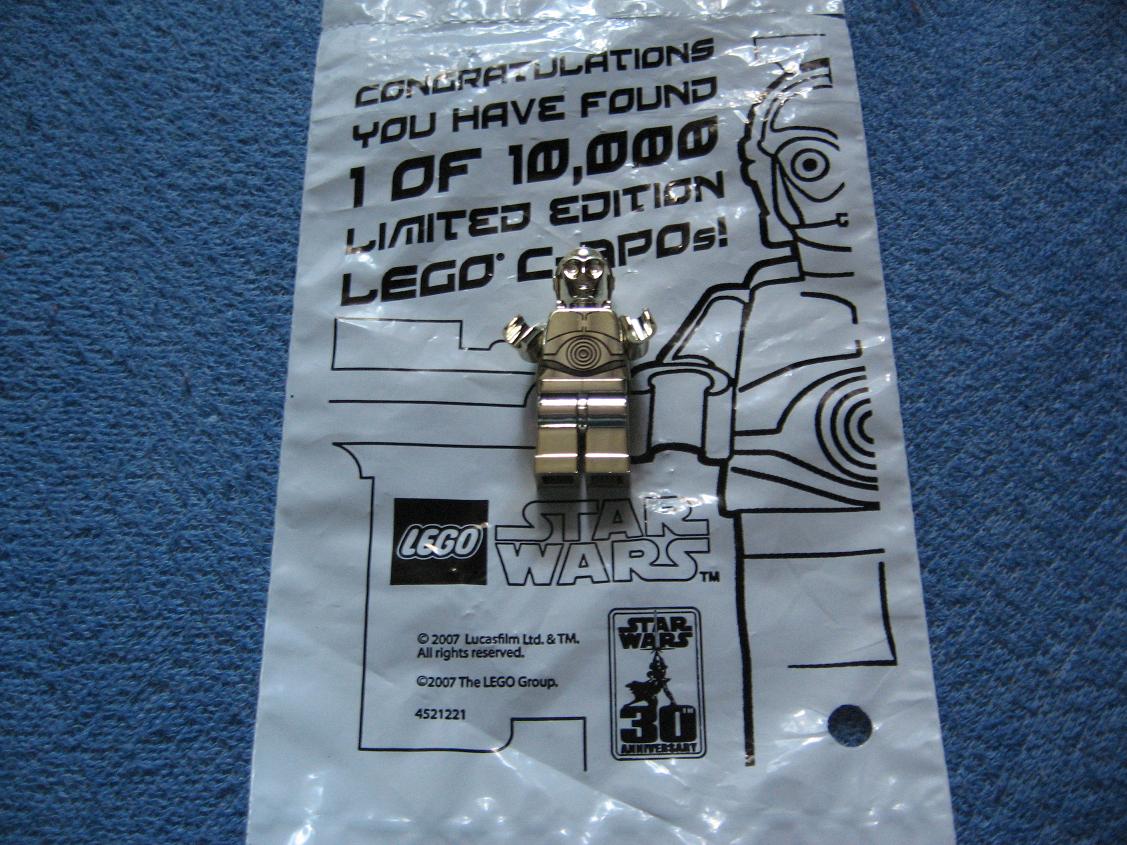 CONGRATULATIONS
YOU HAVE FOUND
1 OF 10,000
LIMITED EDITION
LEGO® C-3POs!
LEGO
STAR
WARS™
© 2007 Lucasfilm Ltd. & TM.
All rights reserved.
©2007 The LEGO Group.
4521221
STAR
WARS
30TH
ANNIVERSARY